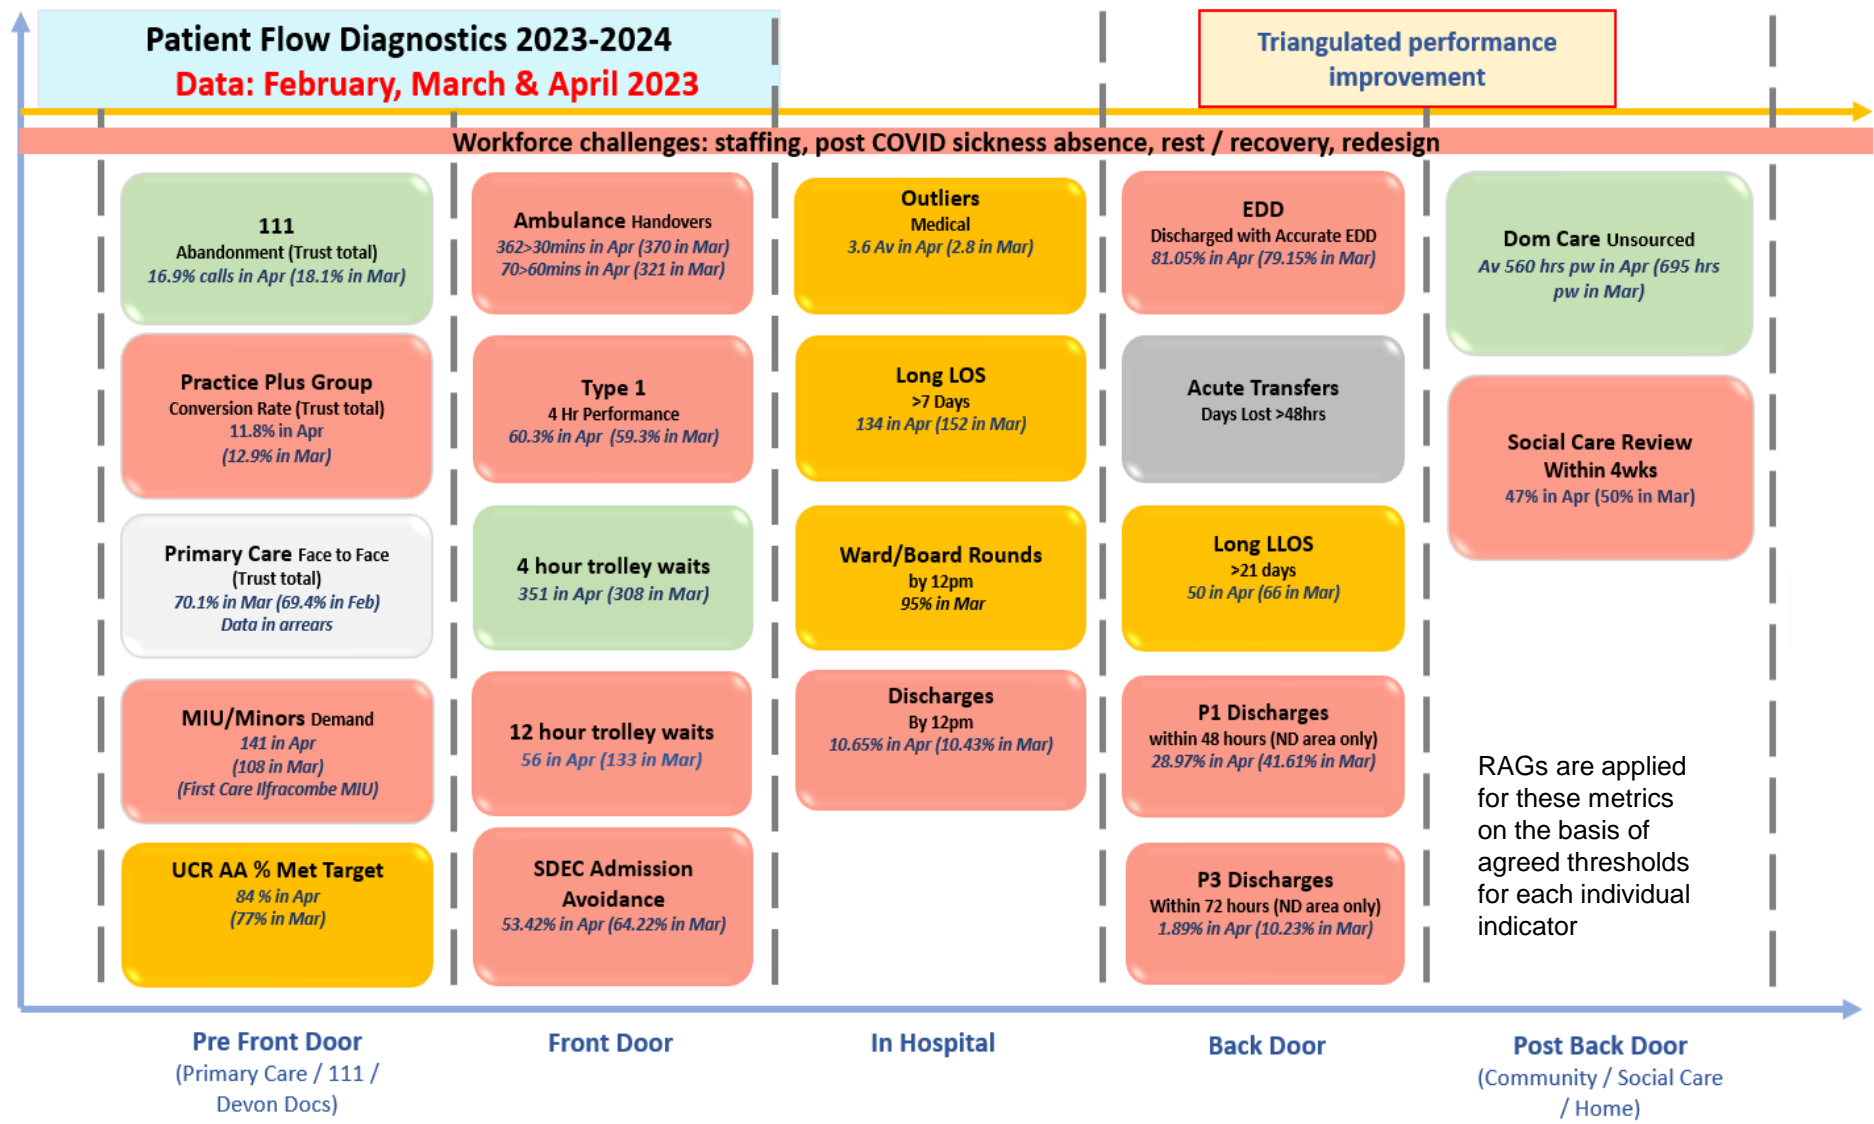 Patient Flow Diagnostics 2023-2024
Data: February, March & April 2023
Triangulated performance
improvement
Workforce challenges: staffing, post COVID sickness absence, rest / recovery, redesign
111
Abandonment (Trust total)
16.9% calls in Apr (18.1% in Mar)
Practice Plus Group
Conversion Rate (Trust total)
11.8% in Apr
(12.9% in Mar)
Primary Care Face to Face
(Trust total)
70.1% in Mar (69.4% in Feb)
Data in arrears
MIU/Minors Demand
141 in Apr
(108 in Mar)
(First Care Ilfracombe MIU)
UCR AA % Met Target
84 % in Apr
(77% in Mar)
Ambulance Handovers
362>30mins in Apr (370 in Mar)
70>60mins in Apr (321 in Mar)
Type 1
4 Hr Performance
60.3% in Apr (59.3% in Mar)
4 hour trolley waits
351 in Apr (308 in Mar)
12 hour trolley waits
56 in Apr (133 in Mar)
SDEC Admission
Avoidance
53.42% in Apr (64.22% in Mar)
Outliers
Medical
3.6 Av in Apr (2.8 in Mar)
Long LOS
>7 Days
134 in Apr (152 in Mar)
Ward/Board Rounds
by 12pm
95% in Mar
Discharges
By 12pm
10.65% in Apr (10.43% in Mar)
EDD
Discharged with Accurate EDD
81.05% in Apr (79.15% in Mar)
Acute Transfers
Days Lost >48hrs
Long LLOS
>21 days
50 in Apr (66 in Mar)
P1 Discharges
within 48 hours (ND area only)
28.97% in Apr (41.61% in Mar)
P3 Discharges
Within 72 hours (ND area only)
1.89% in Apr (10.23% in Mar)
Dom Care Unsourced
Av 560 hrs pw in Apr (695 hrs
pw in Mar)
Social Care Review
Within 4wks
47% in Apr (50% in Mar)
RAGs are applied
for these metrics
on the basis of
agreed thresholds
for each individual
indicator
Pre Front Door
(Primary Care / 111 /
Devon Docs)
Front Door
In Hospital
Back Door
Post Back Door
(Community / Social Care
/ Home)